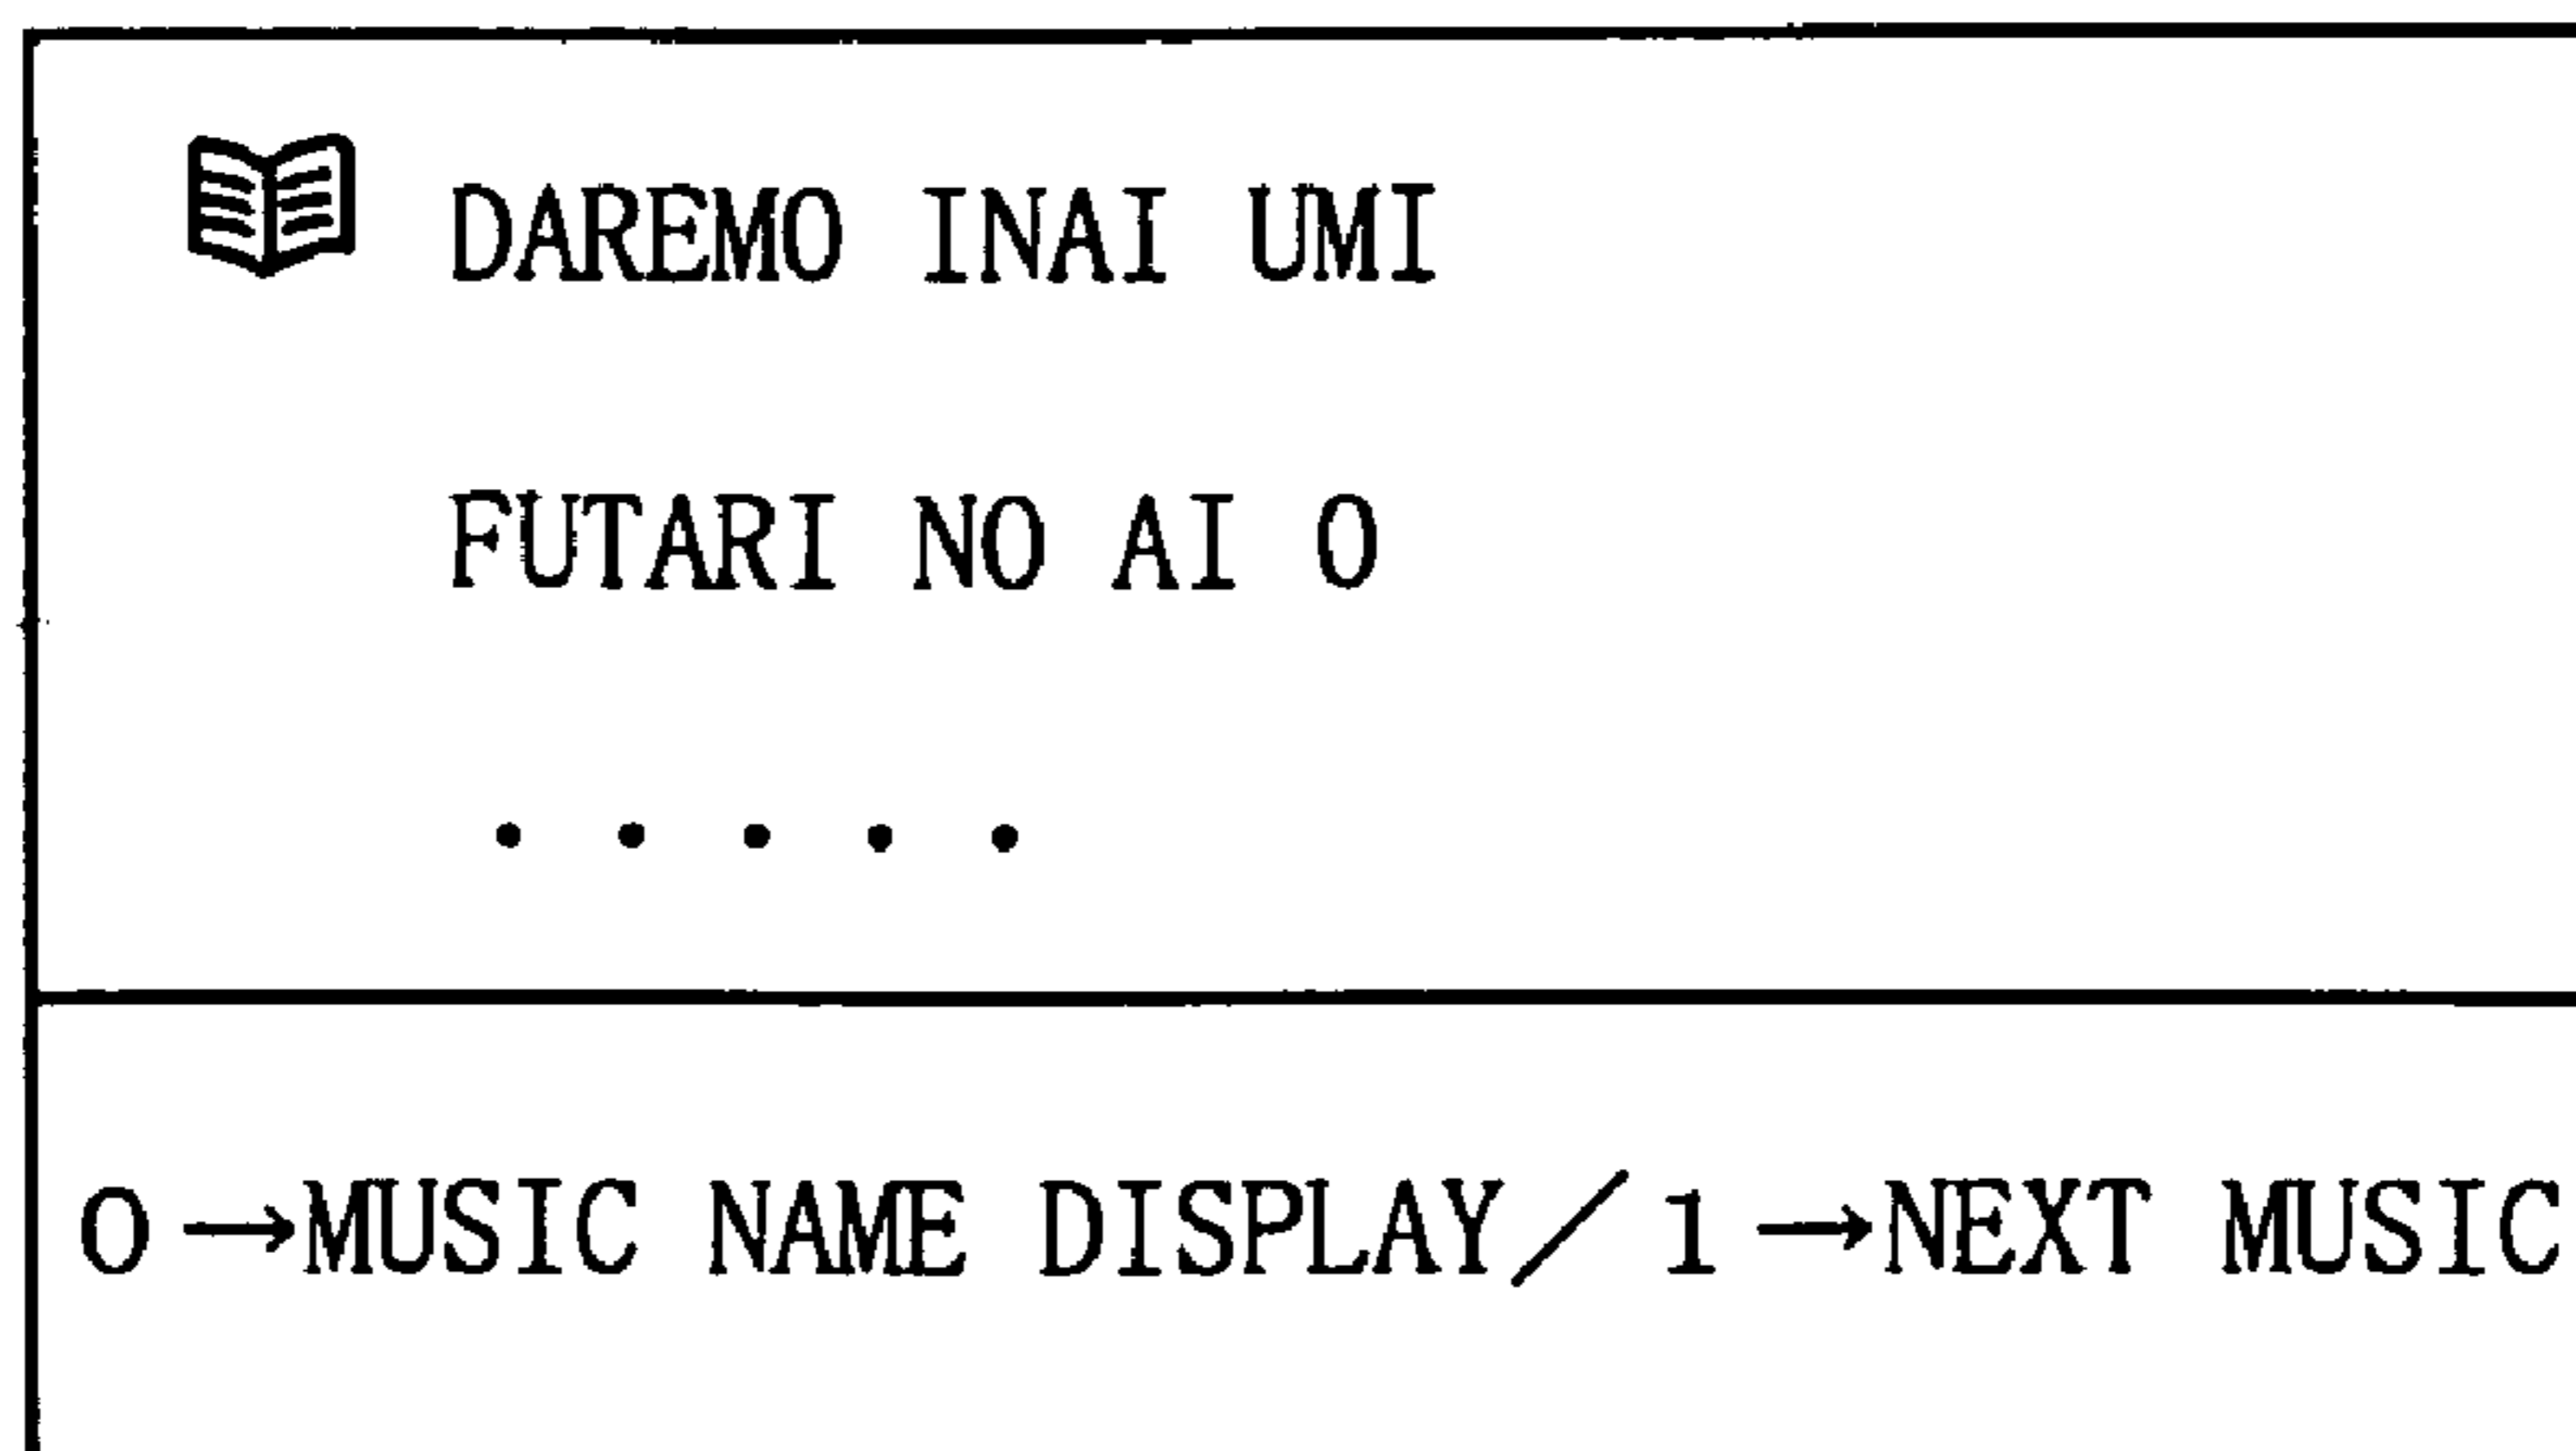 DAREMO INAI UMI
FUTARI NO AI O
· · · · ·
0→MUSIC NAME DISPLAY/1→NEXT MUSIC